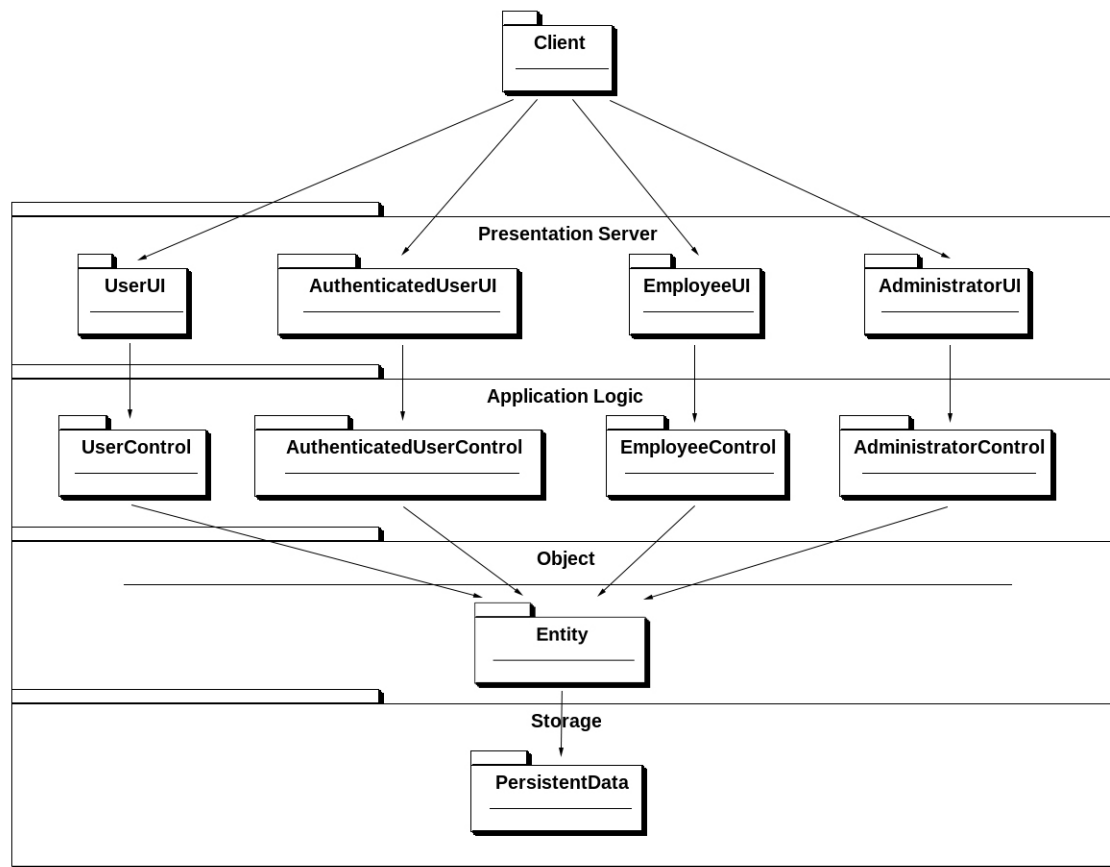 Client
Presentation Server
UserUI
AuthenticatedUserUI
EmployeeUI
AdministratorUI
Application Logic
UserControl
AuthenticatedUserControl
EmployeeControl
AdministratorControl
Object
Entity
Storage
PersistentData